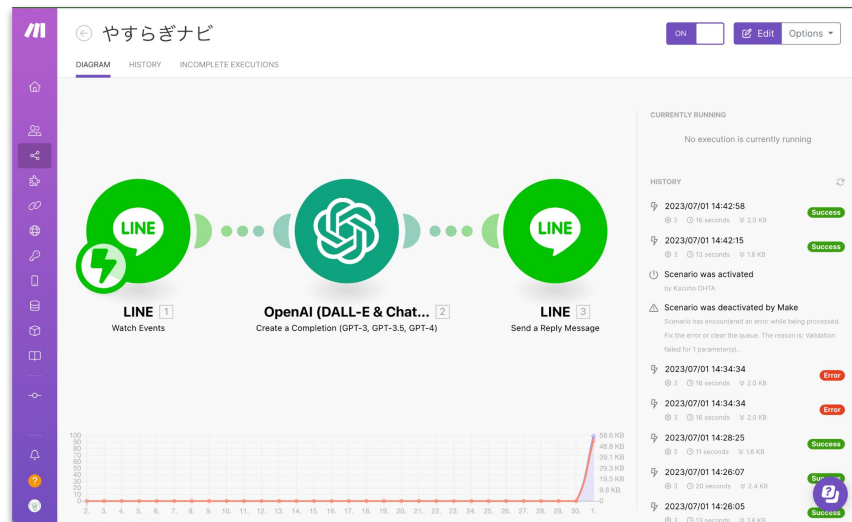 やすらぎナビ
ON
Edit
Options
DIAGRAM HISTORY INCOMPLETE EXECUTIONS
CURRENTLY RUNNING
No execution is currently running
HISTORY
2023/07/01 14:42:58
Success
3 16 seconds 2.0 KB
2023/07/01 14:42:15
Success
3 13 seconds 1.8 KB
Scenario was activated
by Kazuho OHTA
Scenario was deactivated by Make
Scenario has encountered an error while being processed.
Fix the error or clear the queue. The reason is: Validation
failed for 1 parameter(s)..
2023/07/01 14:34:34
Error
3 16 seconds 2.0 KB
2023/07/01 14:34:34
Error
3 16 seconds 2.0 KB
2023/07/01 14:28:25
Success
3 11 seconds 1.6 KB
2023/07/01 14:26:07
3 20 seconds 2.4 KB
2023/07/01 14:26:05
Success
3 13 seconds 1.8 KB
LINE
LINE
LINE 1
Watch Events
OpenAI (DALL-E & Chat... 2
Create a Completion (GPT-3, GPT-3.5, GPT-4)
LINE 3
Send a Reply Message
100
90
80
70
60
50
40
30
20
10
0
58.6 KB
48.8 KB
39.1 KB
29.3 KB
19.5 KB
9.8 KB
0
2. 3. 4. 5. 6. 7. 8. 9. 10. 11. 12. 13. 14. 15. 16. 17. 18. 19. 20. 21. 22. 23. 24. 25. 26. 27. 28. 29. 30. 1.